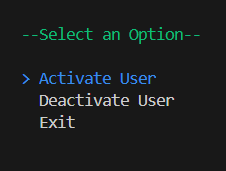 --Select an Option--
> Activate User
Deactivate User
Exit